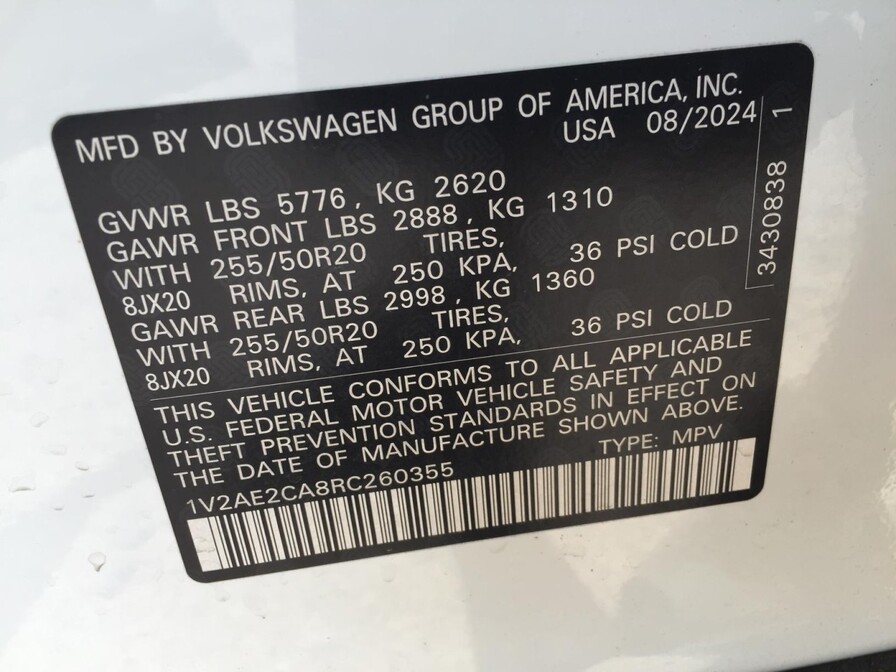 MFD BY VOLKSWAGEN GROUP OF AMERICA, INC.
USA 08/2024
GVWR LBS 5776, KG 2620
GAWR FRONT LBS 2888, KG 1310
WITH 255/50R20 TIRES,
8JX20 RIMS, AT 250 KPA, 36 PSI COLD
GAWR REAR LBS 2998, KG 1360
WITH 255/50R20 TIRES,
8JX20 RIMS, AT 250 KPA, 36 PSI COLD
THIS VEHICLE CONFORMS TO ALL APPLICABLE
U.S. FEDERAL MOTOR VEHICLE SAFETY AND
THEFT PREVENTION STANDARDS IN EFFECT ON
THE DATE OF MANUFACTURE SHOWN ABOVE.
1V2AE2CA8RC260355 TYPE: MPV
3430838 1